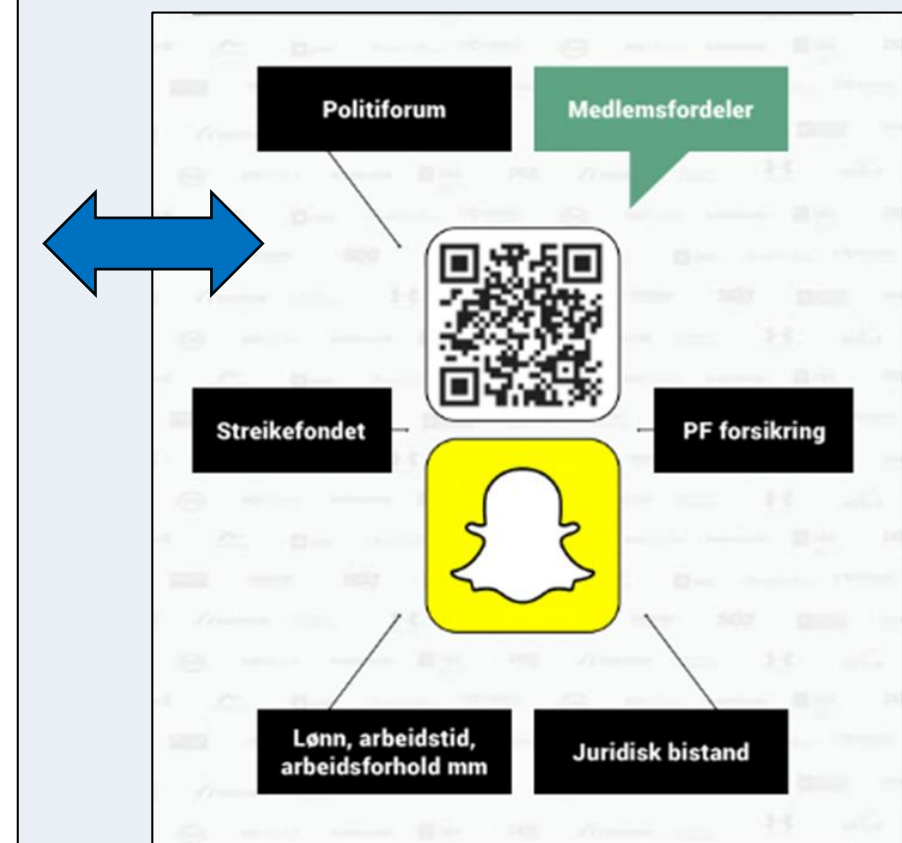 Politiforum
Medlemsfordeler
Streikefondet
PF forsikring
Lønn, arbeidstid,
arbeidsforhold mm
Juridisk bistand